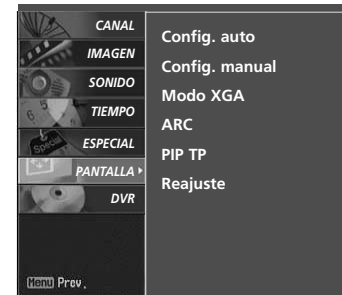 CANAL
IMAGEN
SONIDO
TIEMPO
ESPECIAL
PANTALLA
DVR
Config. auto
Config. manual
Modo XGA
ARC
PIP TP
Reajuste
Menu Prev.